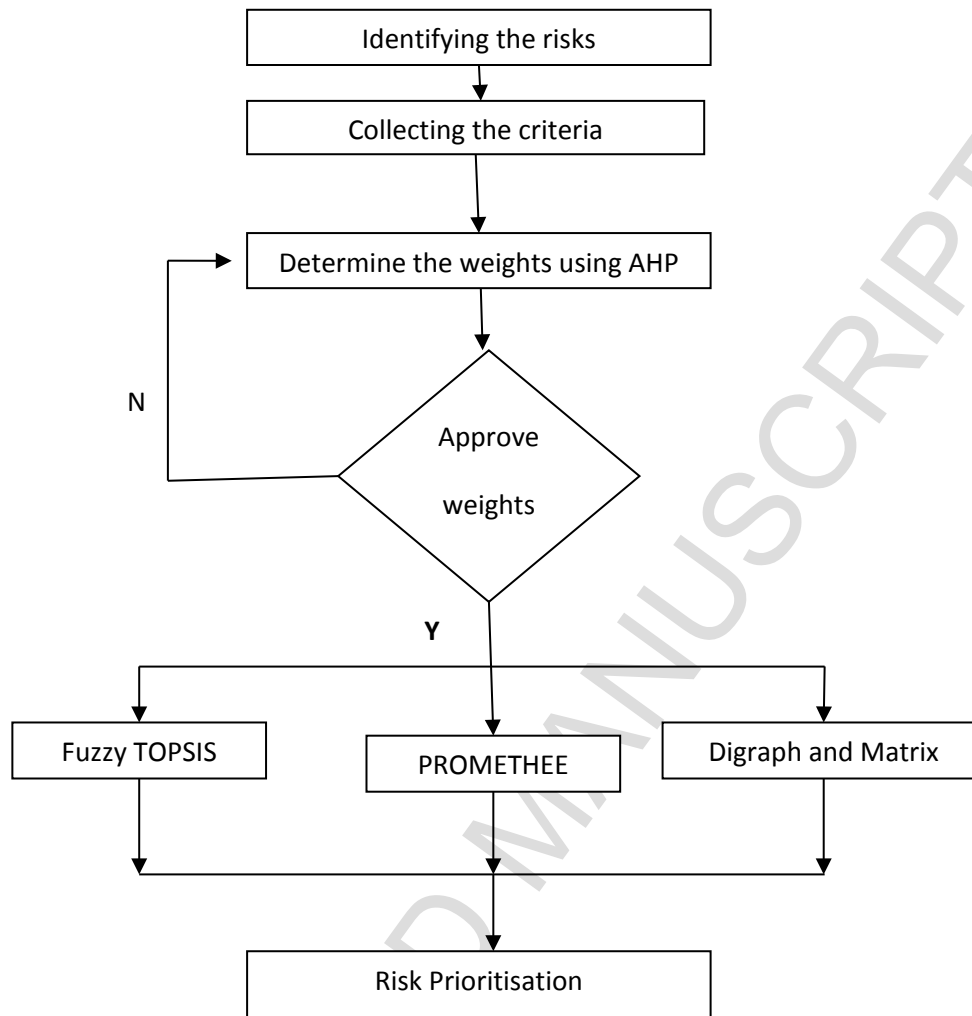 Identifying the risks
Collecting the criteria
Determine the weights using AHP
N
Approve
weights
Y
Fuzzy TOPSIS
PROMETHEE
Digraph and Matrix
Risk Prioritisation
D MANUSCRIPT